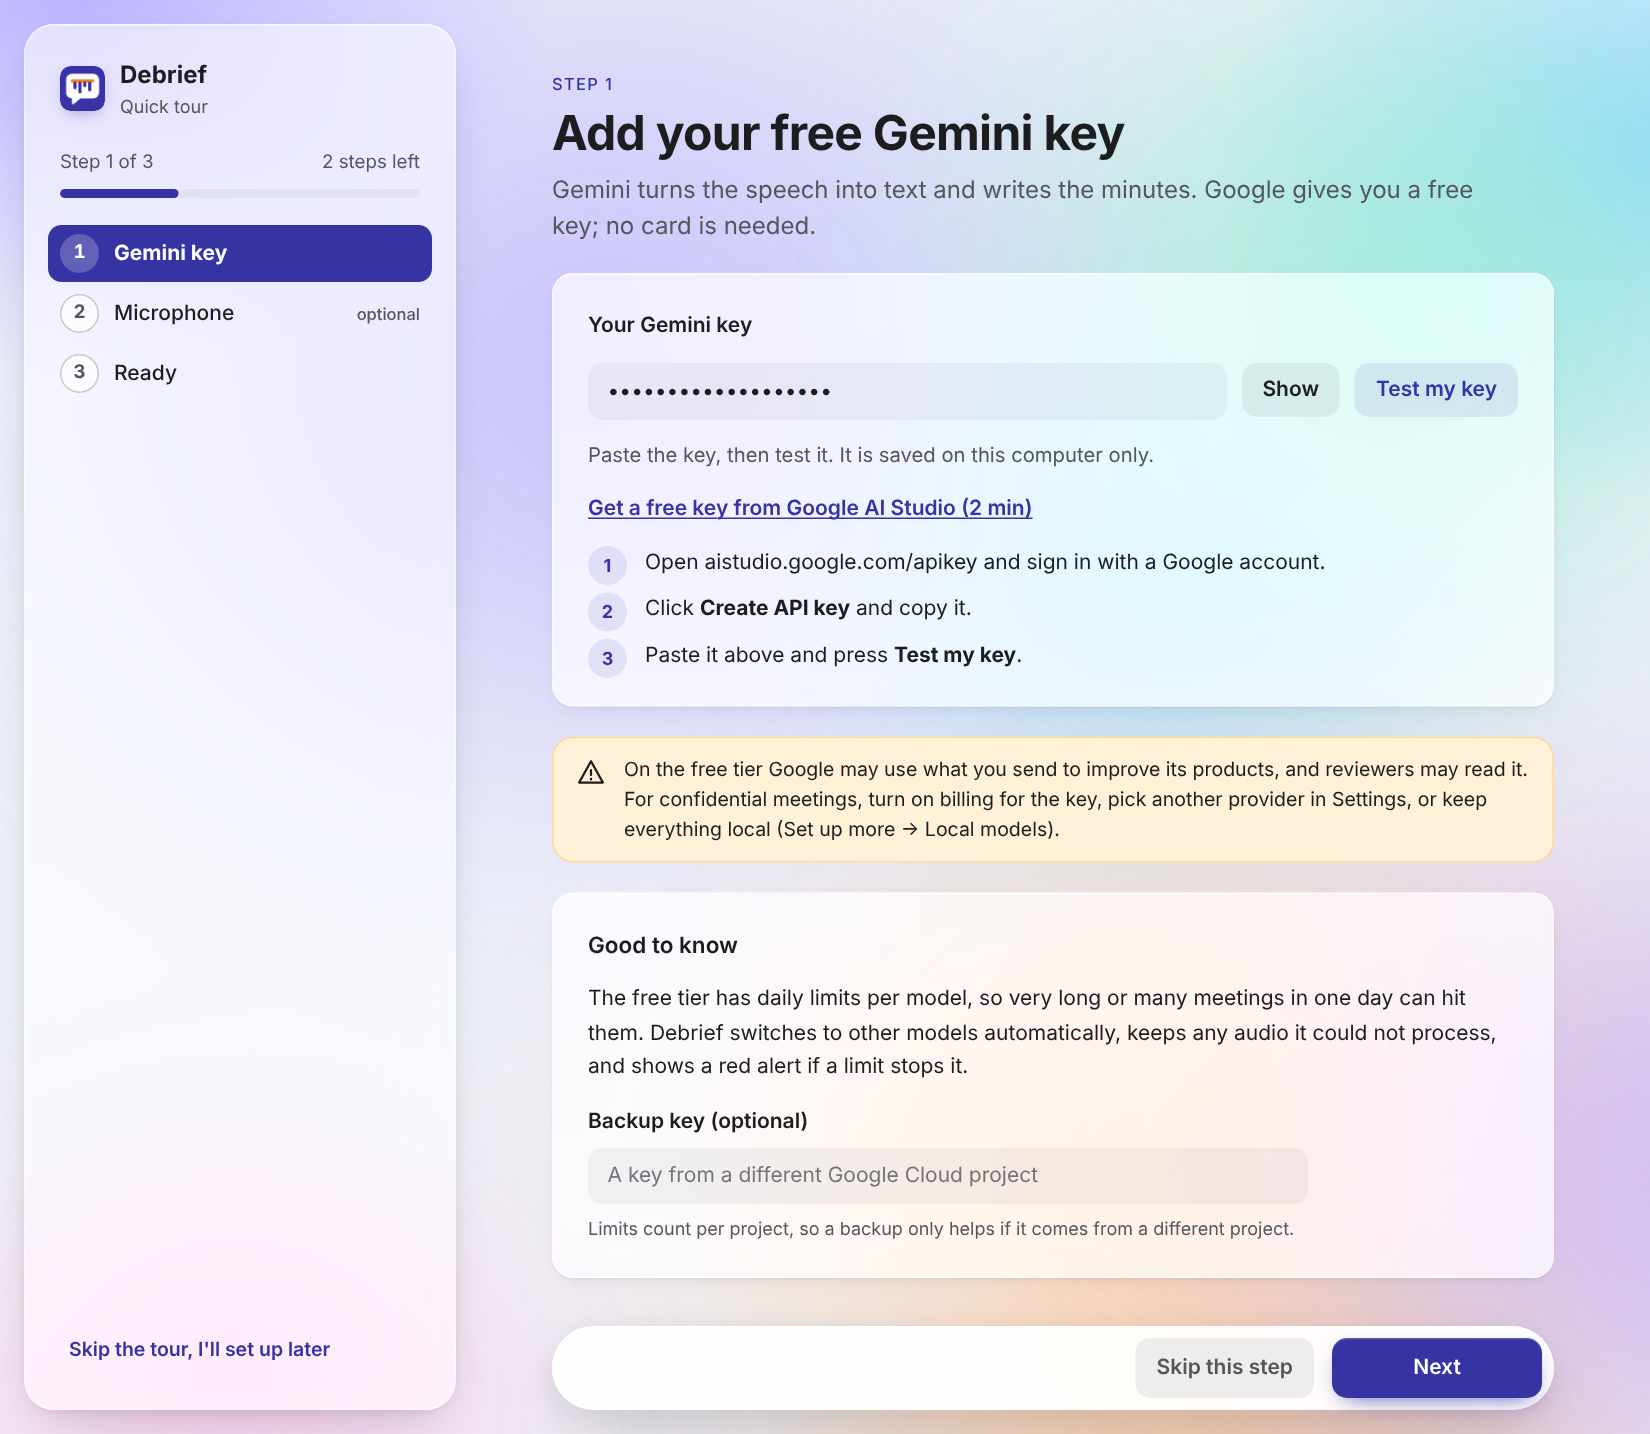 Debrief
Quick tour
Step 1 of 3
2 steps left
1 Gemini key
2 Microphone optional
3 Ready
Skip the tour, I'll set up later
STEP 1
Add your free Gemini key
Gemini turns the speech into text and writes the minutes. Google gives you a free
key; no card is needed.
Your Gemini key
•••••••••••••••••••
Show
Test my key
Paste the key, then test it. It is saved on this computer only.
Get a free key from Google AI Studio (2 min)
1 Open aistudio.google.com/apikey and sign in with a Google account.
2 Click Create API key and copy it.
3 Paste it above and press Test my key.
On the free tier Google may use what you send to improve its products, and reviewers may read it.
For confidential meetings, turn on billing for the key, pick another provider in Settings, or keep
everything local (Set up more → Local models).
Good to know
The free tier has daily limits per model, so very long or many meetings in one day can hit
them. Debrief switches to other models automatically, keeps any audio it could not process,
and shows a red alert if a limit stops it.
Backup key (optional)
A key from a different Google Cloud project
Limits count per project, so a backup only helps if it comes from a different project.
Skip this step
Next